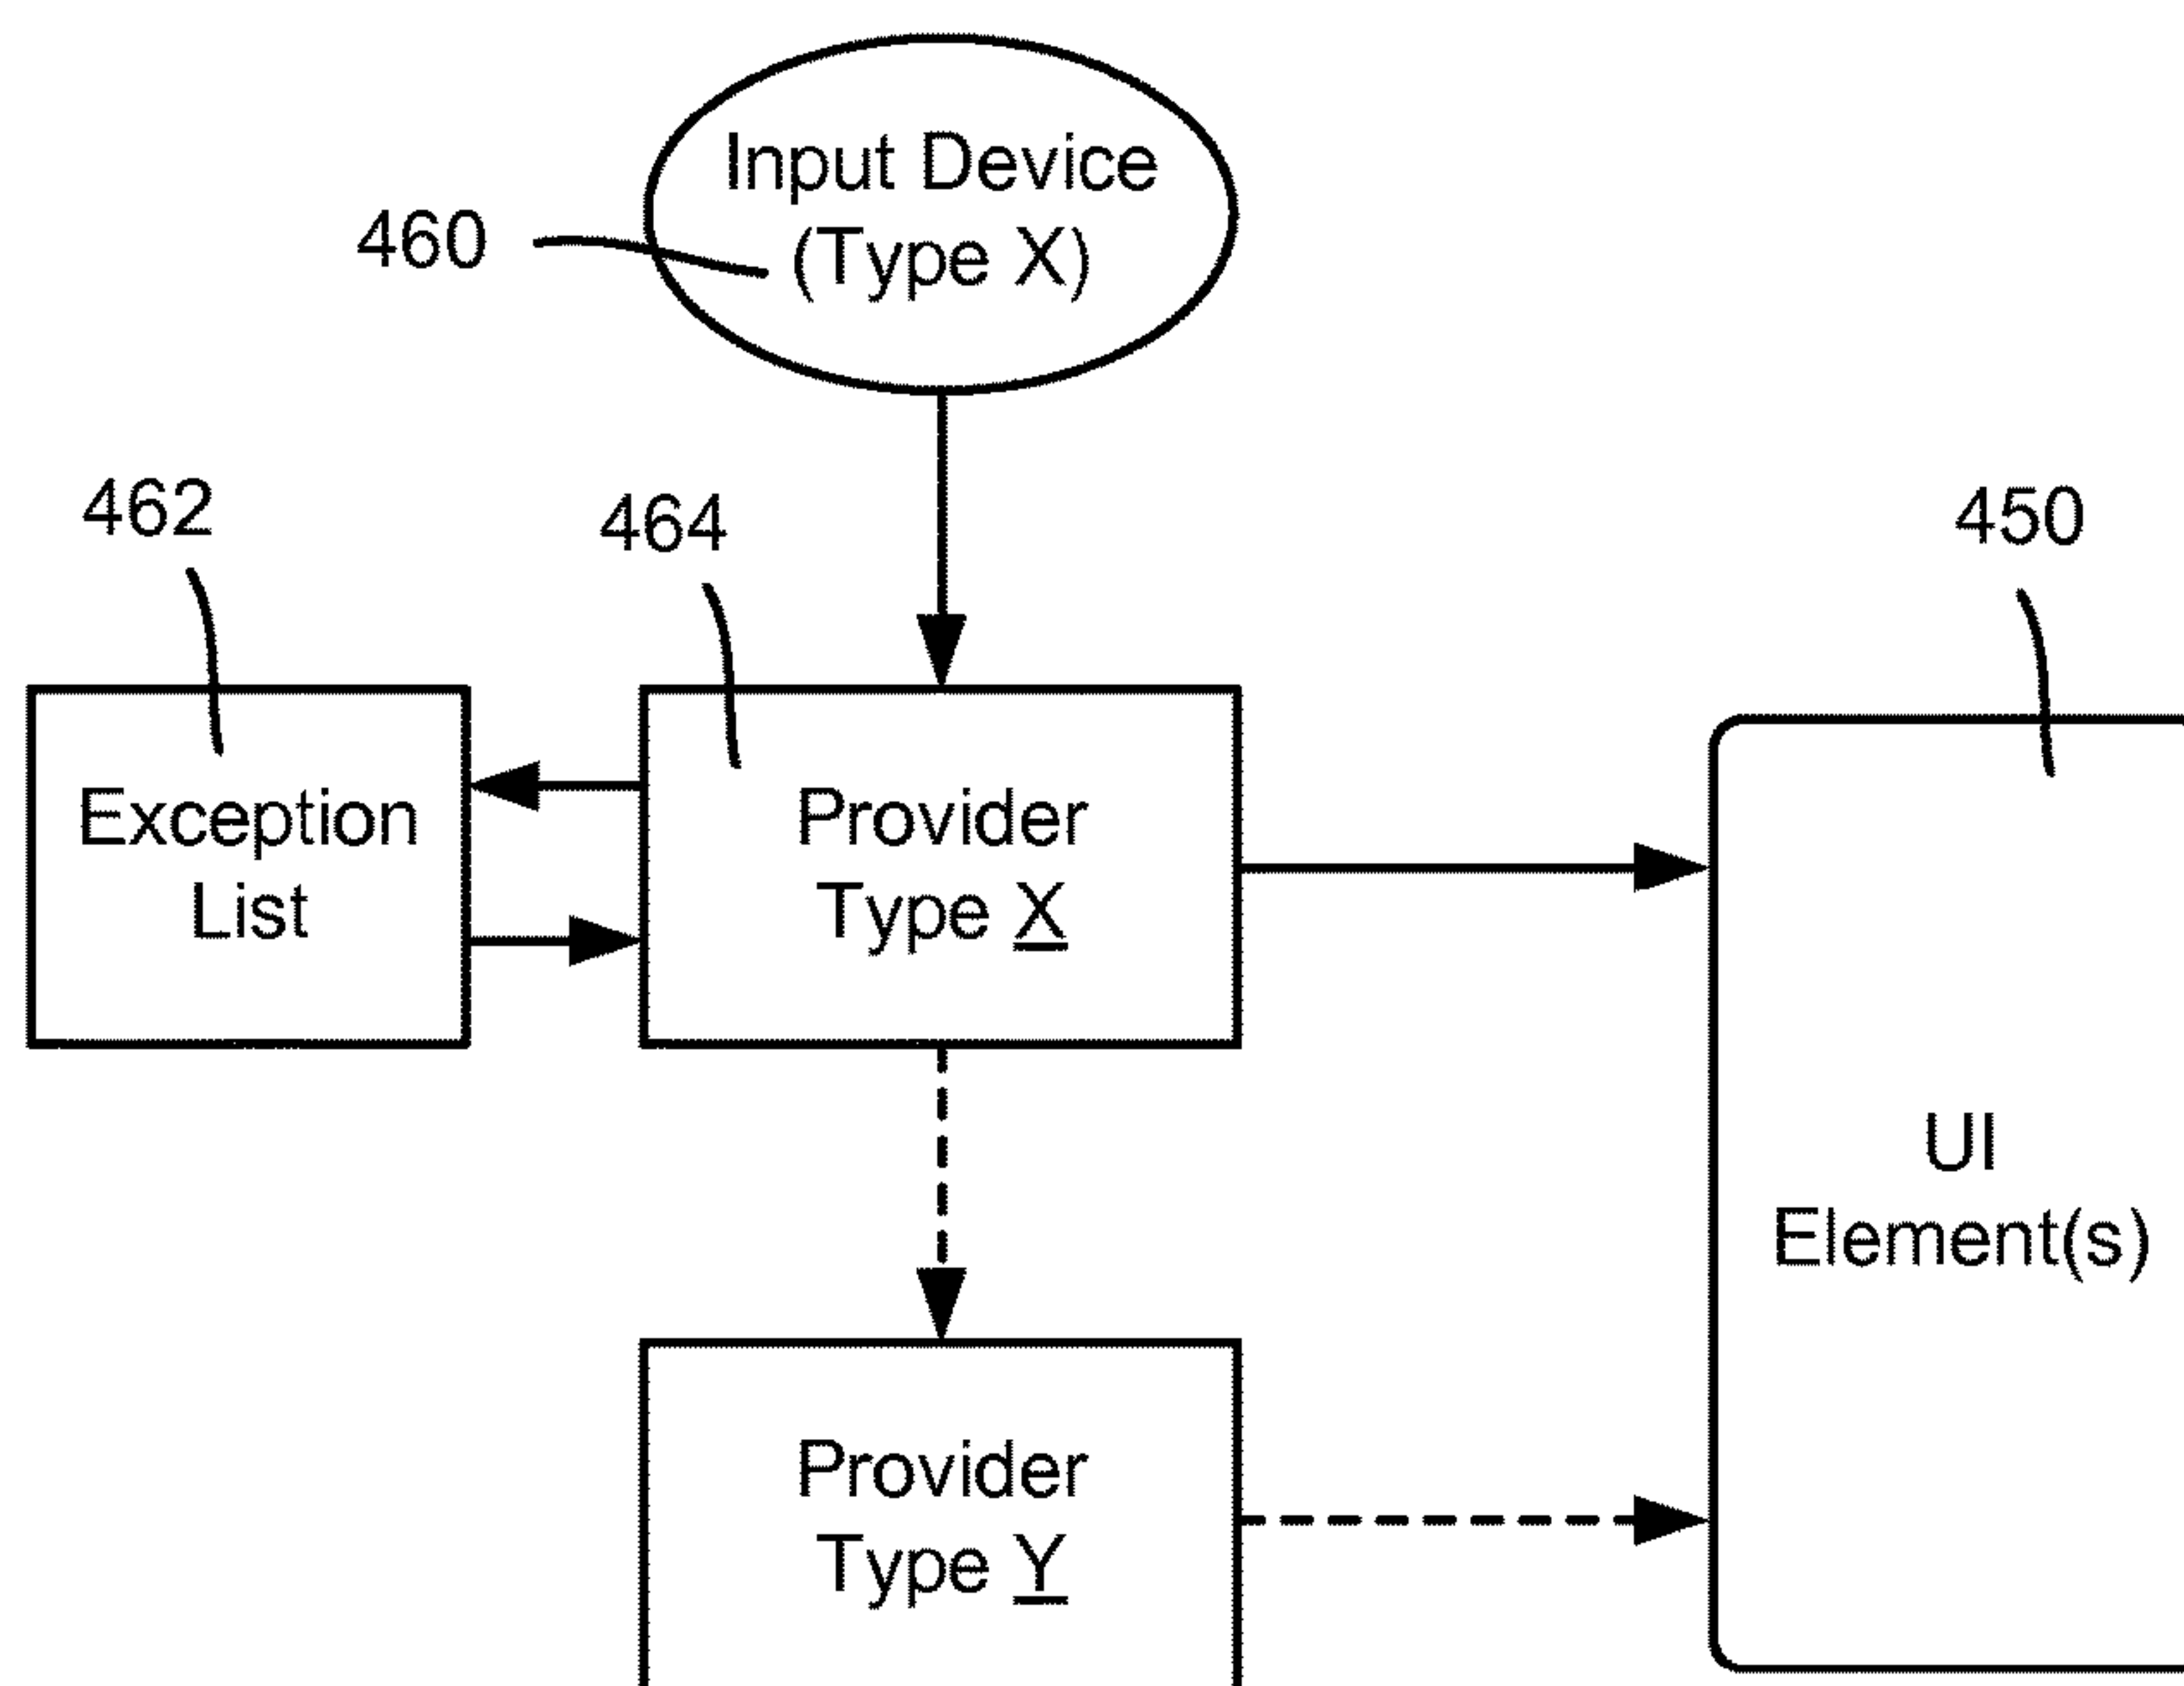 Input Device
(Type X)
460
462
464
450
Exception
List
Provider
Type X
UI
Element(s)
Provider
Type Y